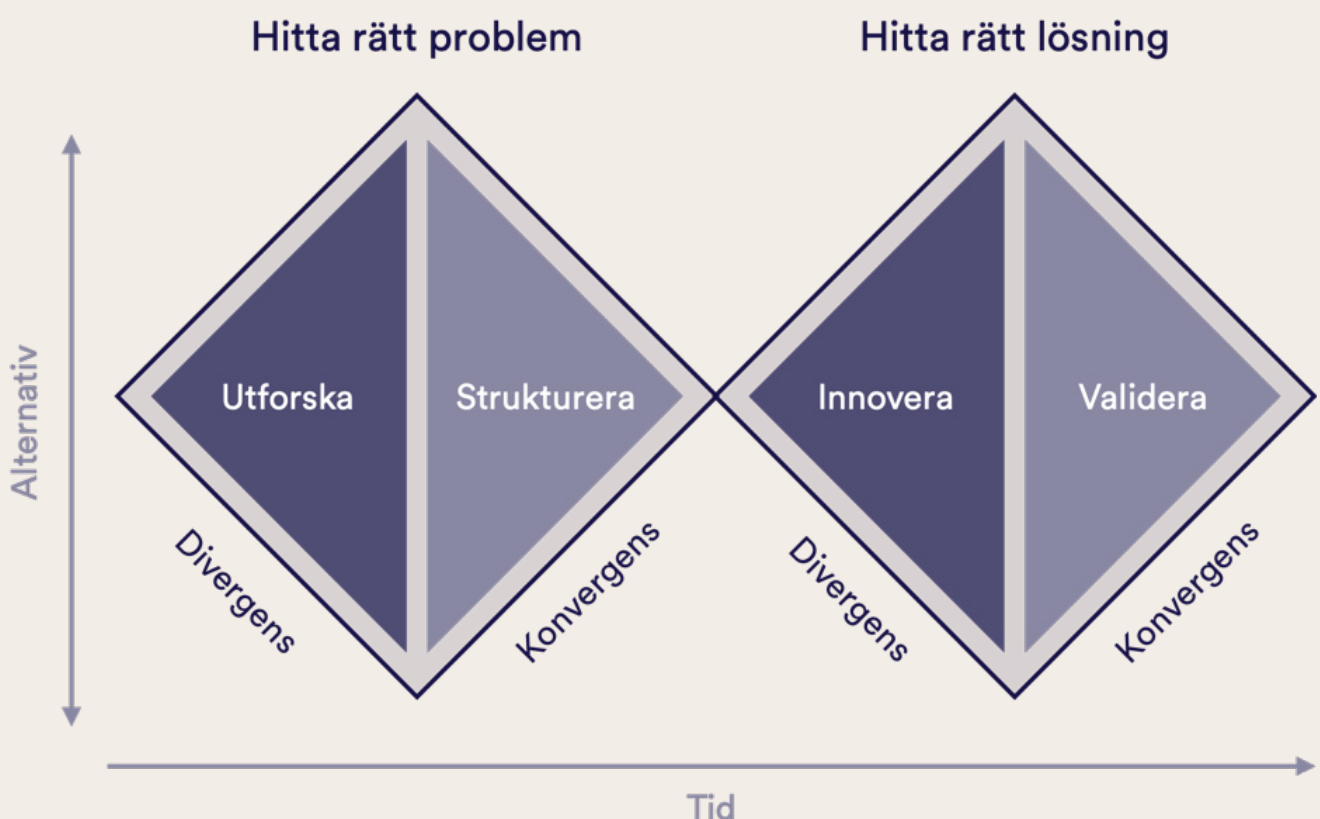 Hitta rätt problem
Hitta rätt lösning
Alternativ
Utforska
Strukturera
Innovera
Validera
Divergens
Konvergens
Divergens
Konvergens
Tid